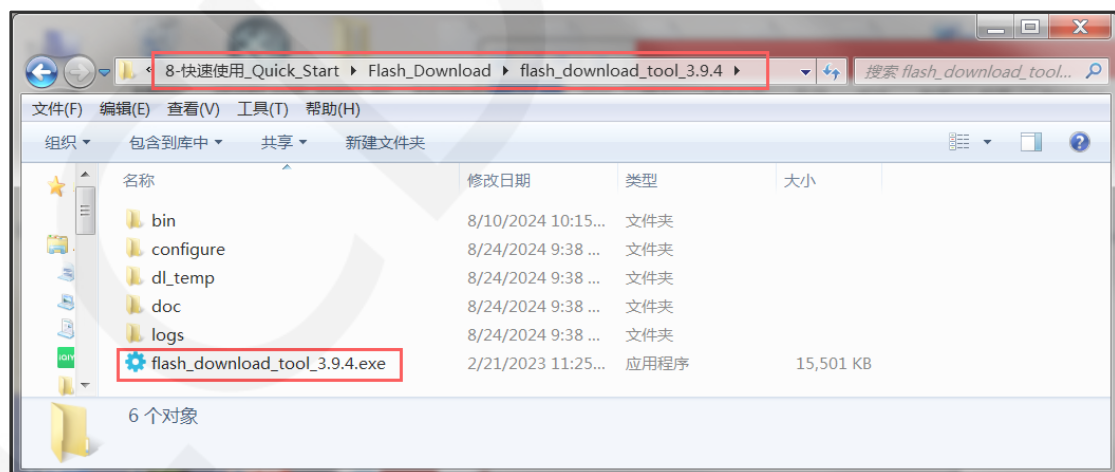 8-快速使用_Quick_Start ▸ Flash_Download ▸ flash_download_tool_3.9.4 ▸ 搜索 flash_download_tool...
文件(F) 编辑(E) 查看(V) 工具(T) 帮助(H)
组织 包含到库中 共享 新建文件夹
名称 修改日期 类型 大小
bin 8/10/2024 10:15... 文件夹
configure 8/24/2024 9:38 ... 文件夹
dl_temp 8/24/2024 9:38 ... 文件夹
doc 8/24/2024 9:38 ... 文件夹
logs 8/24/2024 9:38 ... 文件夹
flash_download_tool_3.9.4.exe 2/21/2023 11:25... 应用程序 15,501 KB
6 个对象